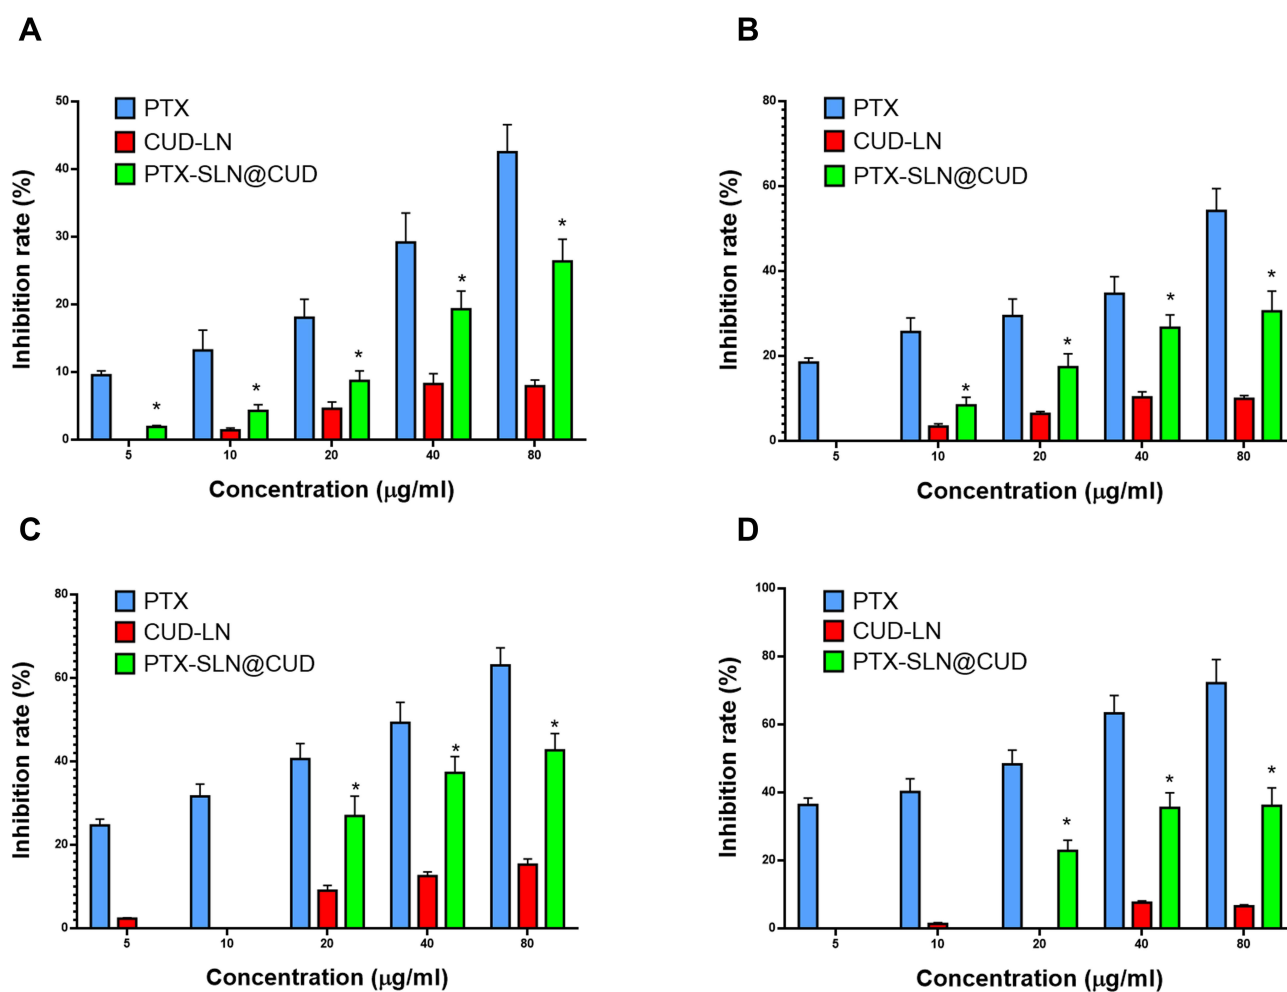 A
50
40
30
20
10
0
Inhibition rate (%)
PTX
CUD-LN
PTX-SLN@CUD
*
*
*
*
*
5 10 20 40 80
Concentration (μg/ml)
B
80
60
40
20
0
Inhibition rate (%)
PTX
CUD-LN
PTX-SLN@CUD
*
*
*
*
5 10 20 40 80
Concentration (μg/ml)
C
80
60
40
20
0
Inhibition rate (%)
PTX
CUD-LN
PTX-SLN@CUD
*
*
*
5 10 20 40 80
Concentration (μg/ml)
D
100
80
60
40
20
0
Inhibition rate (%)
PTX
CUD-LN
PTX-SLN@CUD
*
*
*
5 10 20 40 80
Concentration (μg/ml)